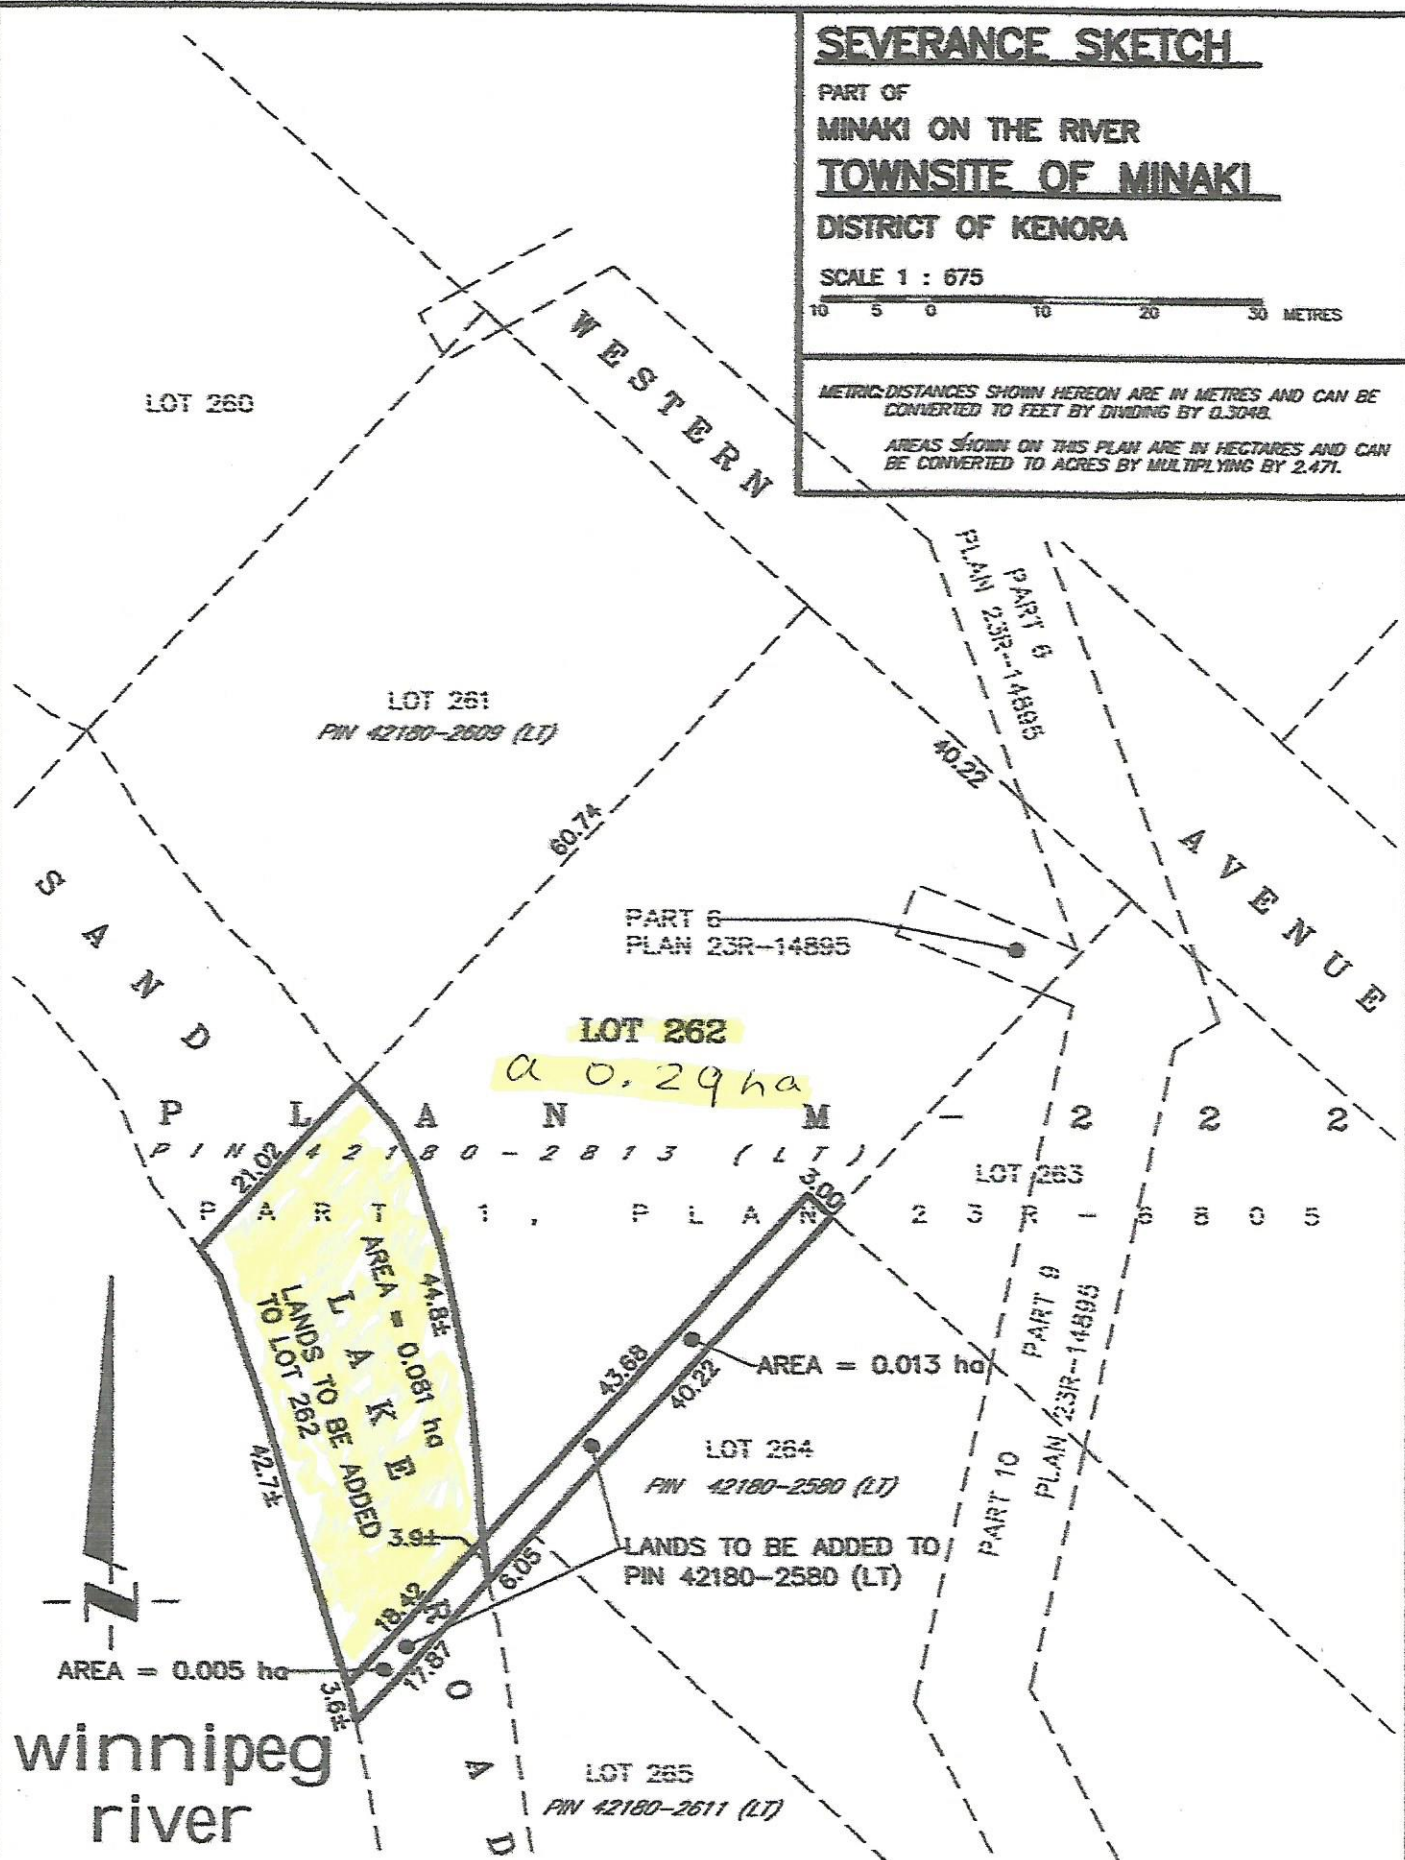 SEVERANCE SKETCH
PART OF
MINAKI ON THE RIVER
TOWNSITE OF MINAKI
DISTRICT OF KENORA
SCALE 1 : 675
10 5 0 10 20 30 METRES
METRIC: DISTANCES SHOWN HEREON ARE IN METRES AND CAN BE
CONVERTED TO FEET BY DIVIDING BY 0.3048.
AREAS SHOWN ON THIS PLAN ARE IN HECTARES AND CAN
BE CONVERTED TO ACRES BY MULTIPLYING BY 2.471.
WESTERN
LOT 260
PART 6
PLAN 23R-14895
LOT 261
PIN 42180-2609 (LT)
40.22
60.74
AVENUE
SAND
PART 6
PLAN 23R-14895
LOT 262
a 0.29 ha
PLAN M-222
PIN 42180-2813 (LT)
21.02
LOT 263
3.00
PART 1, PLAN 23R-6805
AREA = 0.081 ha
44.8±
LAKE
LANDS TO BE ADDED
TO LOT 262
PART 9
PLAN 23R-14895
43.68
AREA = 0.013 ha
40.22
42.7±
LOT 264
PIN 42180-2580 (LT)
PART 10
3.9±
LANDS TO BE ADDED TO
PIN 42180-2580 (LT)
6.05
18.42
17.87
ROAD
N
AREA = 0.005 ha
3.6±
winnipeg
river
LOT 265
PIN 42180-2611 (LT)